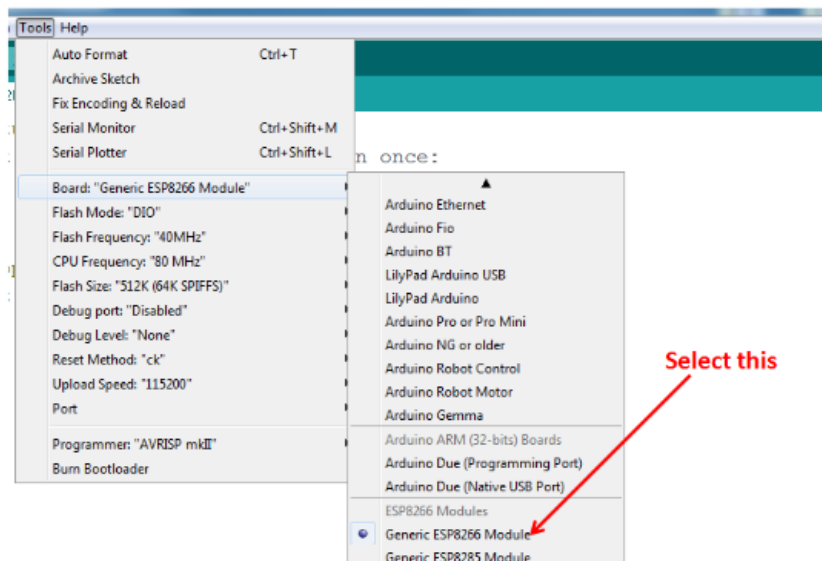 Tools Help
Auto Format Ctrl+T
Archive Sketch
Fix Encoding & Reload
Serial Monitor Ctrl+Shift+M
Serial Plotter Ctrl+Shift+L
n once:
Board: "Generic ESP8266 Module"
Flash Mode: "DIO"
Flash Frequency: "40MHz"
CPU Frequency: "80 MHz"
Flash Size: "512K (64K SPIFFS)"
Debug port: "Disabled"
Debug Level: "None"
Reset Method: "ck"
Upload Speed: "115200"
Port
Programmer: "AVRISP mkII"
Burn Bootloader
Arduino Ethernet
Arduino Fio
Arduino BT
LilyPad Arduino USB
LilyPad Arduino
Arduino Pro or Pro Mini
Arduino NG or older
Arduino Robot Control
Arduino Robot Motor
Arduino Gemma
Arduino ARM (32-bits) Boards
Arduino Due (Programming Port)
Arduino Due (Native USB Port)
ESP8266 Modules
Generic ESP8266 Module
Generic ESP8285 Module
Select this